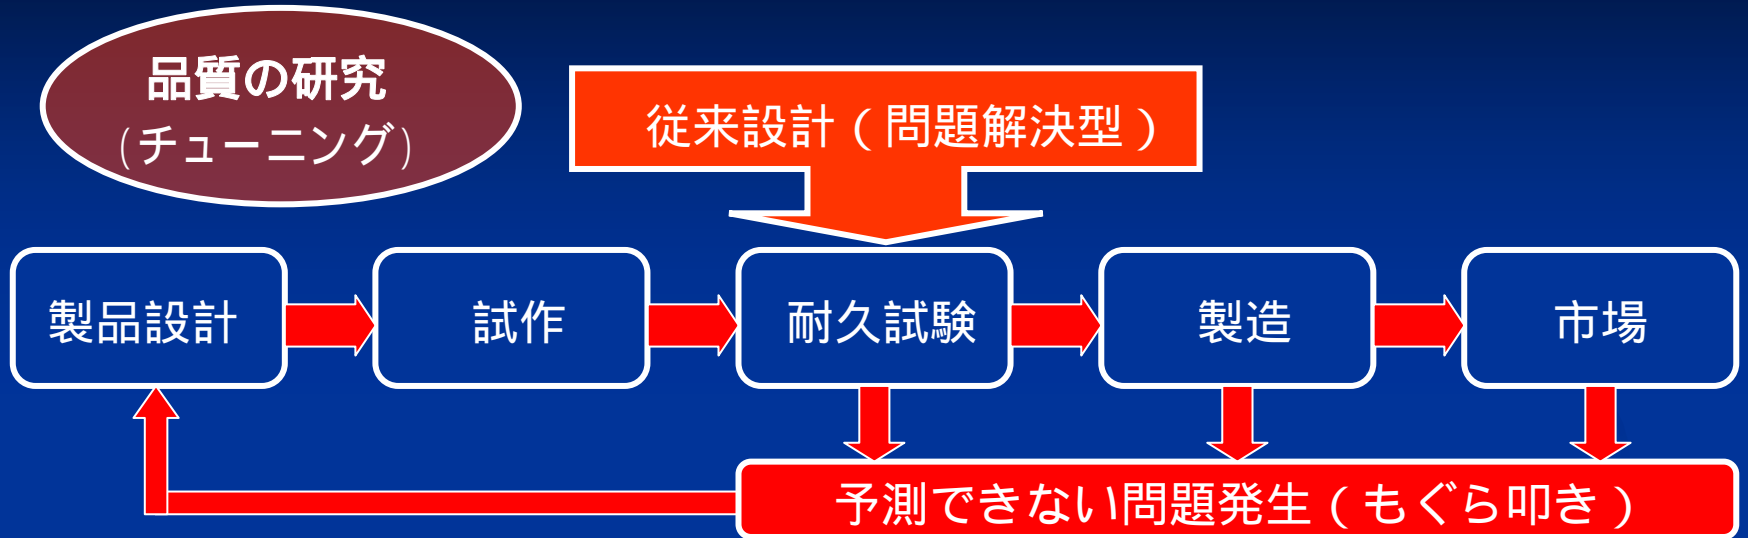 品質の研究
(チューニング)
従来設計（問題解決型）
製品設計
試作
耐久試験
製造
市場
予測できない問題発生（もぐら叩き）